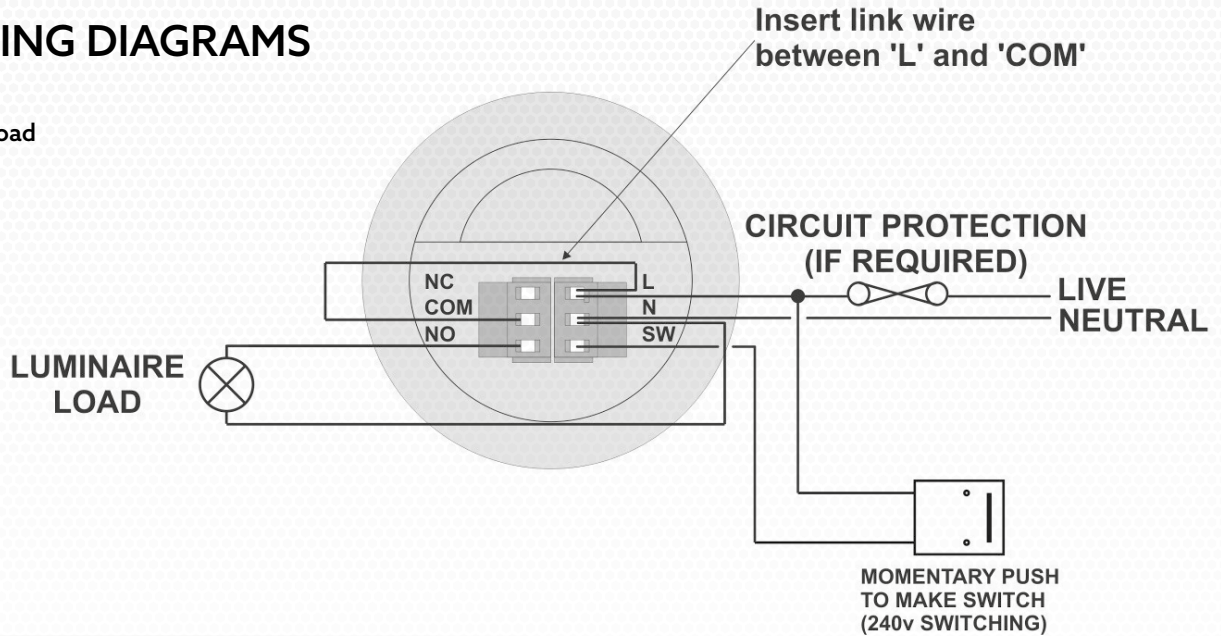 ING DIAGRAMS
oad
Insert link wire
between 'L' and 'COM'
CIRCUIT PROTECTION
(IF REQUIRED)
NC
COM
NO
L
N
SW
LIVE
NEUTRAL
LUMINAIRE
LOAD
MOMENTARY PUSH
TO MAKE SWITCH
(240v SWITCHING)